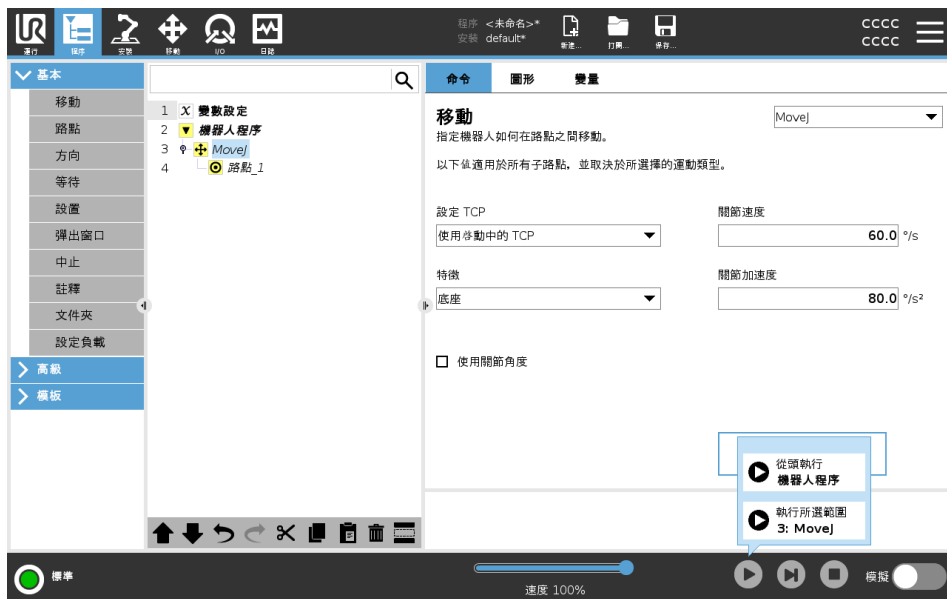 運行
程序
安裝
移動
I/O
日誌
程序 <未命名>*
安裝 default*
新建...
打開...
保存...
cccc
cccc
基本
移動
路點
方向
等待
設置
彈出窗口
中止
註釋
文件夾
設定負載
高級
模板
1 X 變數設定
2 機器人程序
3 MoveJ
4 路點_1
命令 圖形 變量
移動
MoveJ
指定機器人如何在路點之間移動。
以下值適用於所有子路點，並取決於所選擇的運動類型。
設定 TCP
關節速度
使用啓動中的 TCP
60.0 °/s
特徵
關節加速度
底座
80.0 °/s²
使用關節角度
從頭執行
機器人程序
執行所選範圍
3: MoveJ
標準
速度 100%
模擬